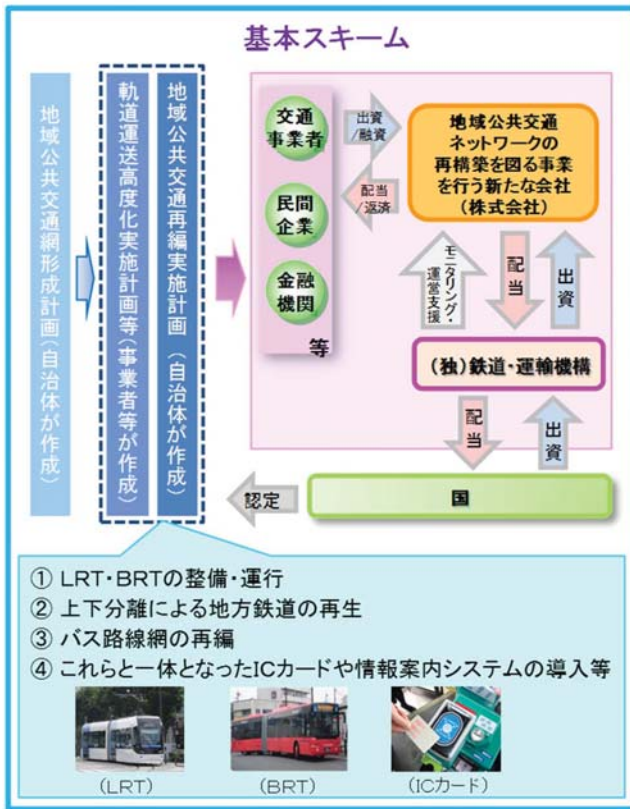 基本スキーム
地域公共交通網形成計画(自治体が作成)
軌道運送高度化実施計画等(事業者等が作成)
地域公共交通再編実施計画 (自治体が作成)
交通
事業者
民間
企業
金融
機関
等
出資
/融資
配当
/返済
地域公共交通
ネットワークの
再構築を図る事業
を行う新たな会社
(株式会社)
モニタリング・
運営支援
配当
出資
(独)鉄道・運輸機構
配当
出資
認定
国
① LRT・BRTの整備・運行
② 上下分離による地方鉄道の再生
③ バス路線網の再編
④ これらと一体となったICカードや情報案内システムの導入等
(LRT)
(BRT)
(ICカード)